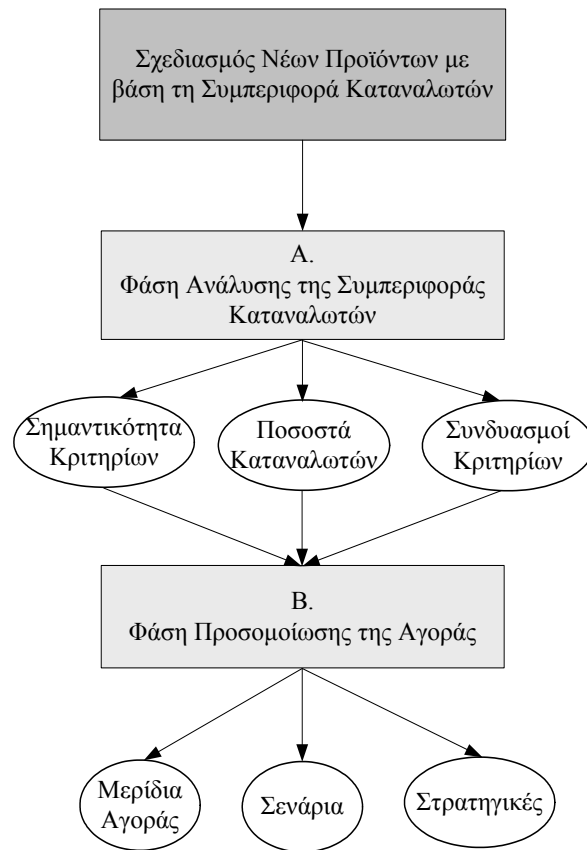 Σχεδιασμός Νέων Προϊόντων με
βάση τη Συμπεριφορά Καταναλωτών
Α.
Φάση Ανάλυσης της Συμπεριφοράς
Καταναλωτών
Σημαντικότητα
Κριτηρίων
Ποσοστά
Καταναλωτών
Συνδυασμοί
Κριτηρίων
Β.
Φάση Προσομοίωσης της Αγοράς
Μερίδια
Αγοράς
Σενάρια
Στρατηγικές